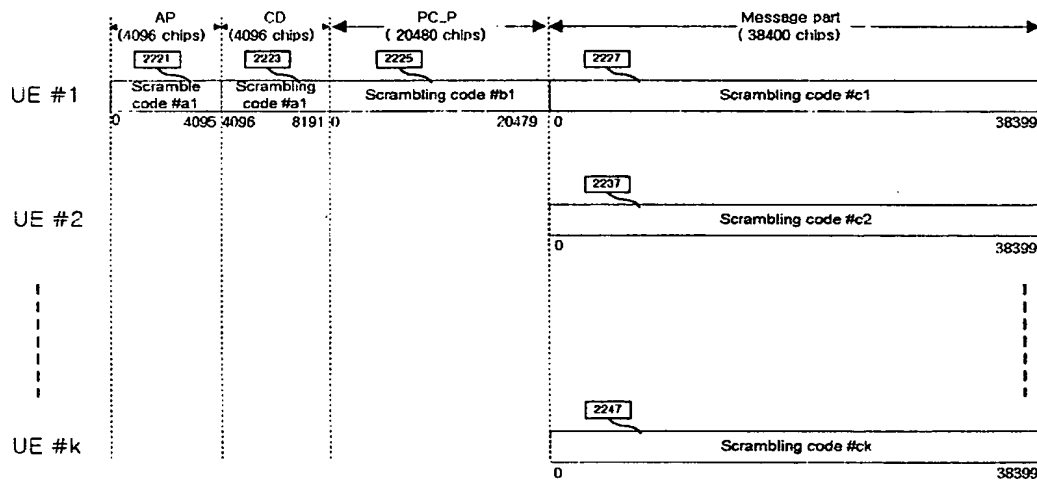 AP
(4096 chips)
CD
(4096 chips)
PC_P
( 20480 chips)
Message part
( 38400 chips)
2221
2223
2225
2227
UE #1
Scramble
code #a1
Scrambling
code #a1
Scrambling code #b1
Scrambling code #c1
0
4095
4096
8191
0
20479
0
38399
2237
UE #2
Scrambling code #c2
0
38399
2247
UE #k
Scrambling code #ck
0
38399